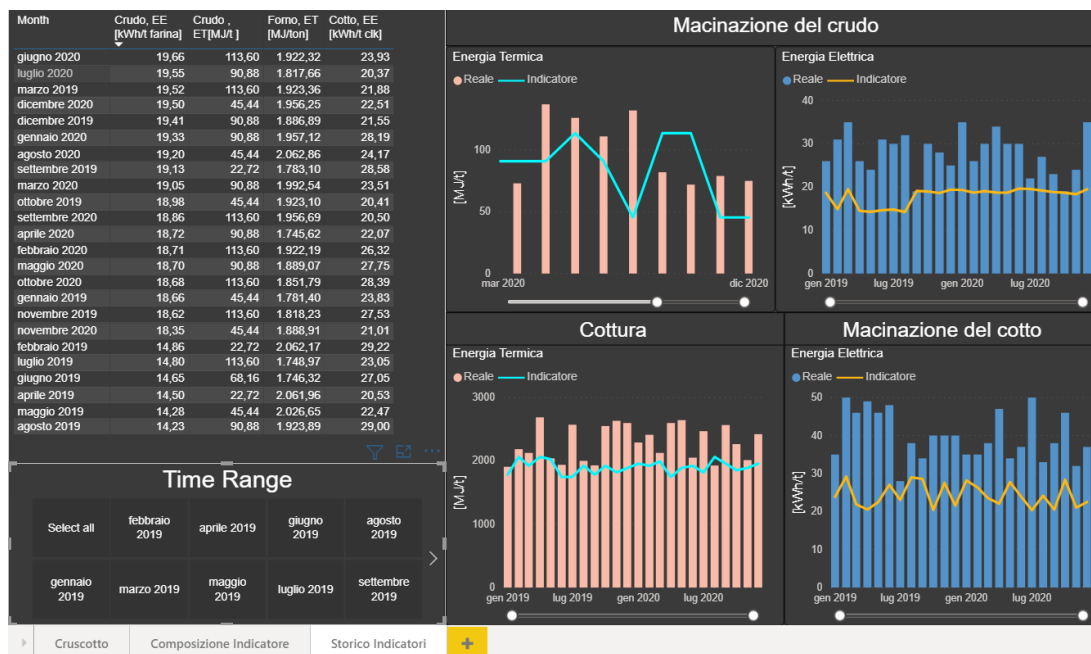 Month Crudo, EE [kWh/t farina] Crudo , ET[MJ/t ] Forno, ET [MJ/ton] Cotto, EE [kWh/t clk]
giugno 2020 19,66 113,60 1.922,32 23,93
luglio 2020 19,55 90,88 1.817,66 20,37
marzo 2019 19,52 113,60 1.923,36 21,88
dicembre 2020 19,50 45,44 1.956,25 22,51
dicembre 2019 19,41 90,88 1.886,89 21,55
gennaio 2020 19,33 90,88 1.957,12 28,19
agosto 2020 19,20 45,44 2.062,86 24,17
settembre 2019 19,13 22,72 1.783,10 28,58
marzo 2020 19,05 90,88 1.992,54 23,51
ottobre 2019 18,98 45,44 1.923,10 20,41
settembre 2020 18,86 113,60 1.956,69 20,50
aprile 2020 18,72 90,88 1.745,62 22,07
febbraio 2020 18,71 113,60 1.922,19 26,32
maggio 2020 18,70 90,88 1.889,07 27,75
ottobre 2020 18,68 113,60 1.851,79 28,39
gennaio 2019 18,66 45,44 1.781,40 23,83
novembre 2019 18,62 113,60 1.818,23 27,53
novembre 2020 18,35 45,44 1.888,91 21,01
febbraio 2019 14,86 22,72 2.062,17 29,22
luglio 2019 14,80 113,60 1.748,97 23,05
giugno 2019 14,65 68,16 1.746,32 27,05
aprile 2019 14,50 22,72 2.061,96 20,53
maggio 2019 14,28 45,44 2.026,65 22,47
agosto 2019 14,23 90,88 1.923,89 29,00
Time Range
Select all febbraio 2019 aprile 2019 giugno 2019 agosto 2019
gennaio 2019 marzo 2019 maggio 2019 luglio 2019 settembre 2019
Macinazione del crudo
Energia Termica
Reale Indicatore
[MJ/t]
100
50
0
mar 2020 dic 2020
Energia Elettrica
Reale Indicatore
[kWh/t]
40
30
20
10
0
gen 2019 lug 2019 gen 2020 lug 2020
Cottura
Energia Termica
Reale Indicatore
[MJ/t]
3000
2000
1000
0
gen 2019 lug 2019 gen 2020 lug 2020
Macinazione del cotto
Energia Elettrica
Reale Indicatore
[kWh/t]
50
40
30
20
10
0
gen 2019 lug 2019 gen 2020 lug 2020
Cruscotto Composizione Indicatore Storico Indicatori +